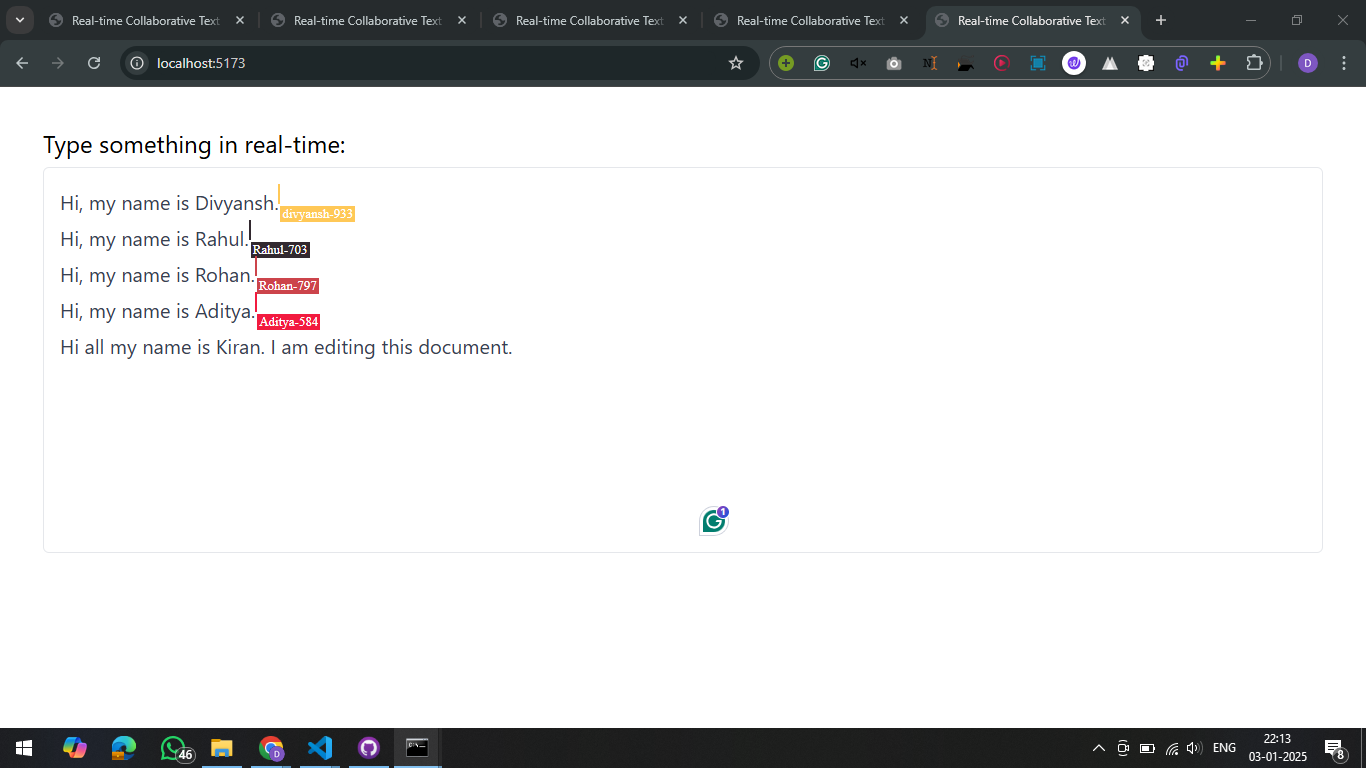 Real-time Collaborative Text
Real-time Collaborative Text
Real-time Collaborative Text
Real-time Collaborative Text
Real-time Collaborative Text
localhost:5173
D
Type something in real-time:
Hi, my name is Divyansh.
divyansh-933
Hi, my name is Rahul.
Rahul-703
Hi, my name is Rohan.
Rohan-797
Hi, my name is Aditya.
Aditya-584
Hi all my name is Kiran. I am editing this document.
1
46
D
ENG
22:13
03-01-2025
8